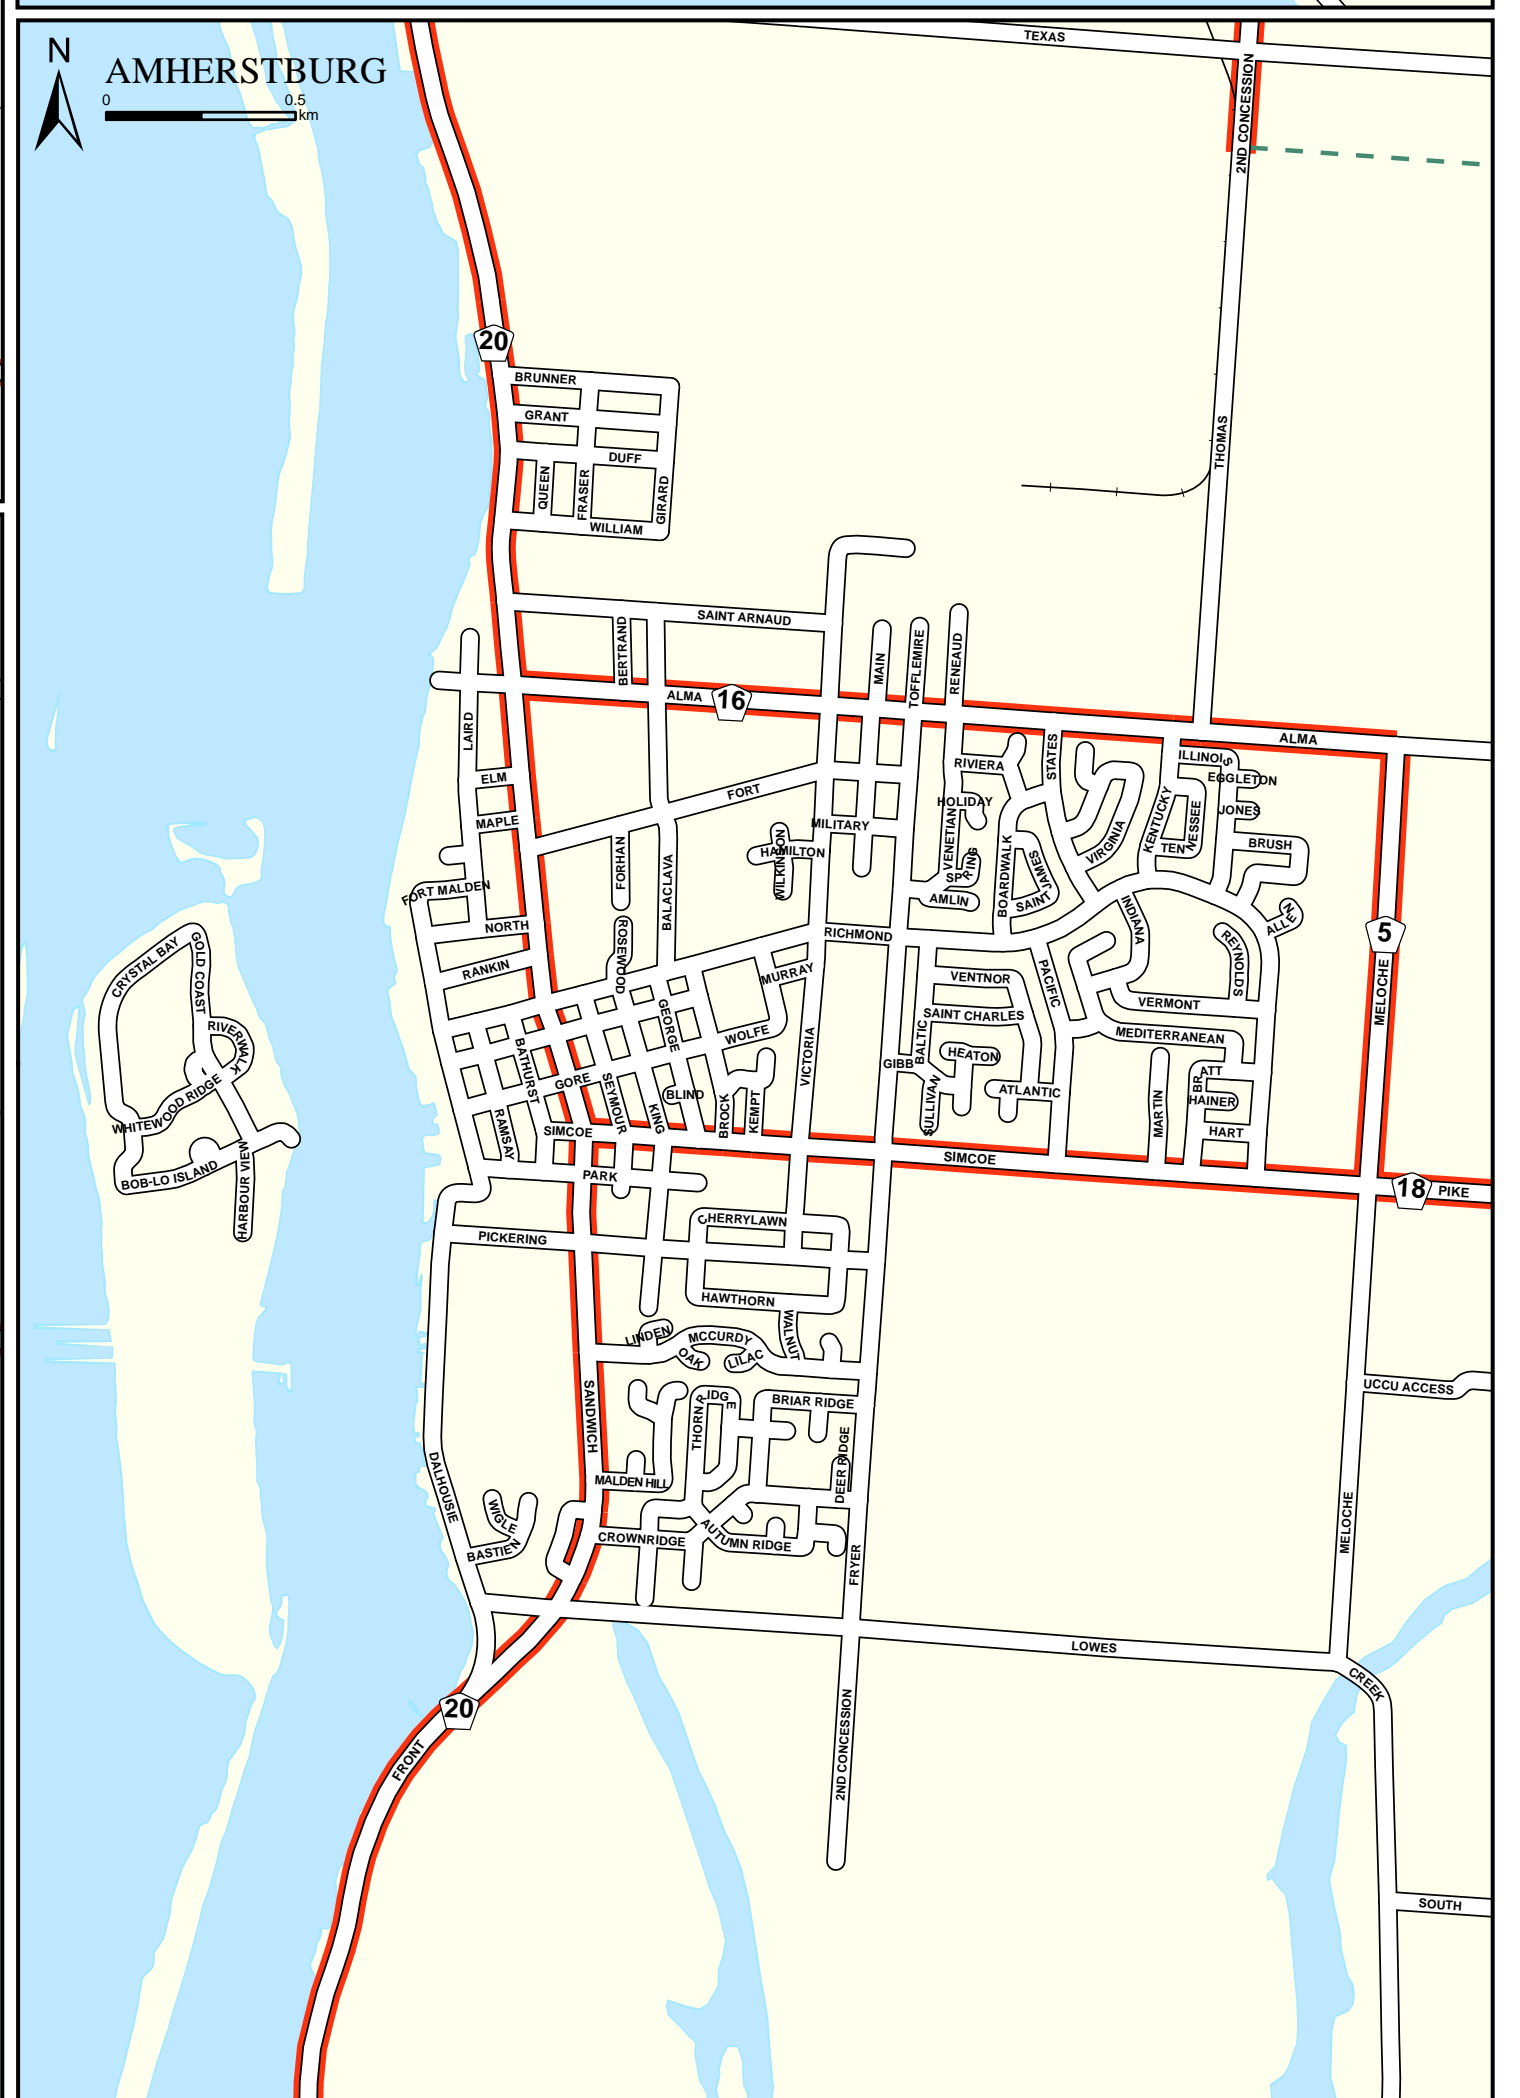 TEXAS
N
AMHERSTBURG
0
0.5
km
2ND CONCESSION
20
BRUNNER
GRANT
DUFF
QUEEN
FRASER
GIRARD
WILLIAM
THOMAS
SAINT ARNAUD
BERTRAND
MAIN
TOFFLEMIRE
RENEAUD
ALMA
16
ALMA
LAIRD
STATES
ILLINOIS
RIVIERA
ELM
EGGLETON
FORT
HOLIDAY
JONES
MAPLE
MILITARY
KENTUCKY
TENNESSEE
VENETIAN
VIRGINIA
BRUSH
HAMILTON
WILKINSON
FORHAN
BALACLAVA
SPRING
BOARDWALK
SAINT JAMES
FORT MALDEN
AMLIN
INDIANA
ALLEN
NORTH
ROSEWOOD
RICHMOND
REYNOLDS
5
MELOCHE
CRYSTAL BAY
GOLD COAST
RANKIN
MURRAY
VENTNOR
PACIFIC
VERMONT
GEORGE
SAINT CHARLES
RIVERWALK
WOLFE
VICTORIA
BALTIC
MEDITERRANEAN
BATHURST
HEATON
GIBB
GORE
SEYMOUR
BLIND
ATLANTIC
BRATT
WHITEWOOD RIDGE
RAMSAY
KING
BROCK
KEMPT
SULLIVAN
MARTIN
HAINER
SIMCOE
HART
SIMCOE
BOB-LO ISLAND
HARBOUR VIEW
PARK
18
PIKE
CHERRYLAWN
PICKERING
HAWTHORN
LINDEN
MCCURDY
WALNUT
OAK
LILAC
SANDWICH
THORN RIDGE
BRIAR RIDGE
UCCU ACCESS
DEER RIDGE
DALHOUSIE
MALDEN HILL
WIGLE
BASTIEN
CROWNRIDGE
AUTUMN RIDGE
FRYER
MELOCHE
LOWES
CREEK
20
FRONT
2ND CONCESSION
SOUTH